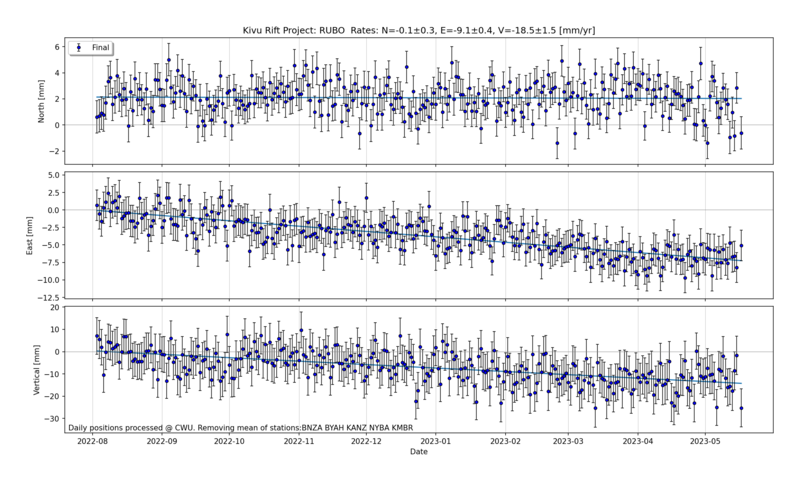 Kivu Rift Project: RUBO  Rates: N=-0.1±0.3, E=-9.1±0.4, V=-18.5±1.5 [mm/yr]
Final
6
4
2
0
−2
North [mm]
5.0
2.5
0.0
−2.5
−5.0
−7.5
−10.0
−12.5
East [mm]
20
10
0
−10
−20
−30
Vertical [mm]
Daily positions processed @ CWU. Removing mean of stations:BNZA BYAH KANZ NYBA KMBR
2022-08 2022-09 2022-10 2022-11 2022-12 2023-01 2023-02 2023-03 2023-04 2023-05
Date